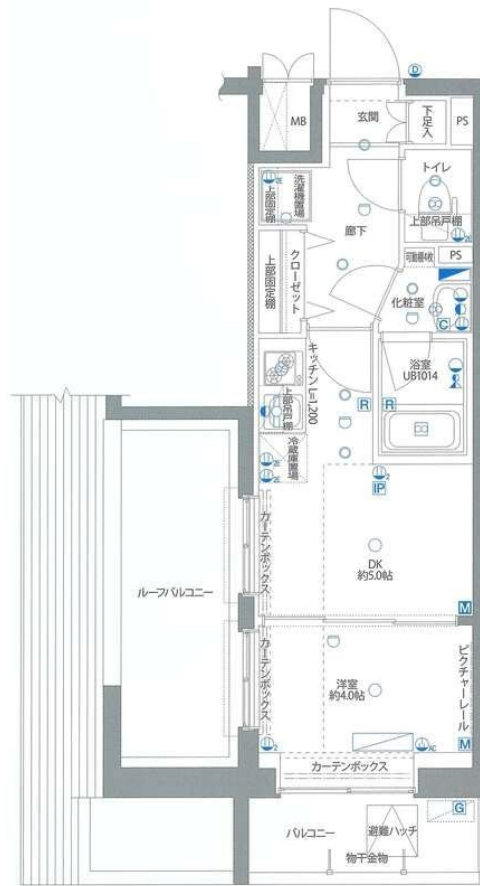 D
MB
玄関
下足入
PS
トイレ
洗濯機置場
上部固定棚
上部吊戸棚
廊下
可動棚4枚
PS
クローゼット
上部固定棚
化粧室
C
キッチン L=1,200
浴室
UB1014
R
R
上部吊戸棚
冷蔵庫置場
2
IP
カーテンボックス
DK
約5.0帖
ルーフバルコニー
M
カーテンボックス
洋室
約4.0帖
ピクチャーレール
2
AC
M
カーテンボックス
G
バルコニー
避難ハッチ
物干金物